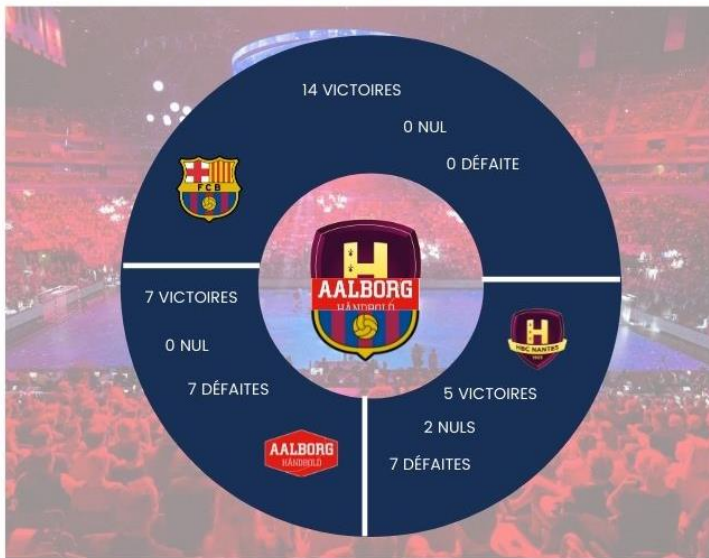 14 VICTOIRES
0 NUL
0 DÉFAITE
FCB
7 VICTOIRES
0 NUL
7 DÉFAITES
H
AALBORG
HÅNDBOLD
H
HBC NANTES
5 VICTOIRES
2 NULS
7 DÉFAITES
AALBORG
HÅNDBOLD